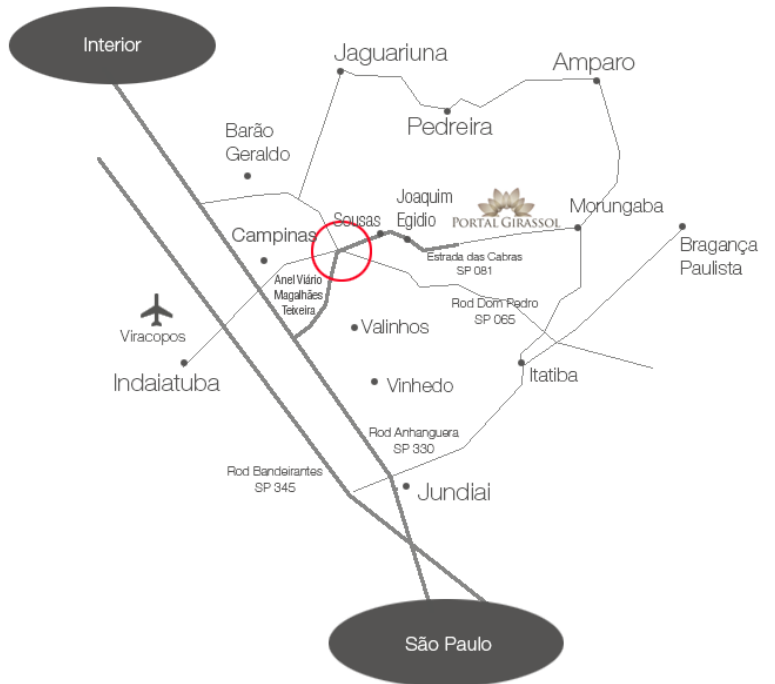 Interior
Jaguariuna
Amparo
Pedreira
Barão
Geraldo
Joaquim
Egidio
Sousas
PORTAL GIRASSOL
Morungaba
Campinas
Bragança
Paulista
Estrada das Cabras
SP 081
Anel Viário
Magalhães
Teixeira
Rod Dom Pedro
SP 065
Viracopos
Valinhos
Indaiatuba
Vinhedo
Itatiba
Rod Anhanguera
SP 330
Rod Bandeirantes
SP 345
Jundiai
São Paulo